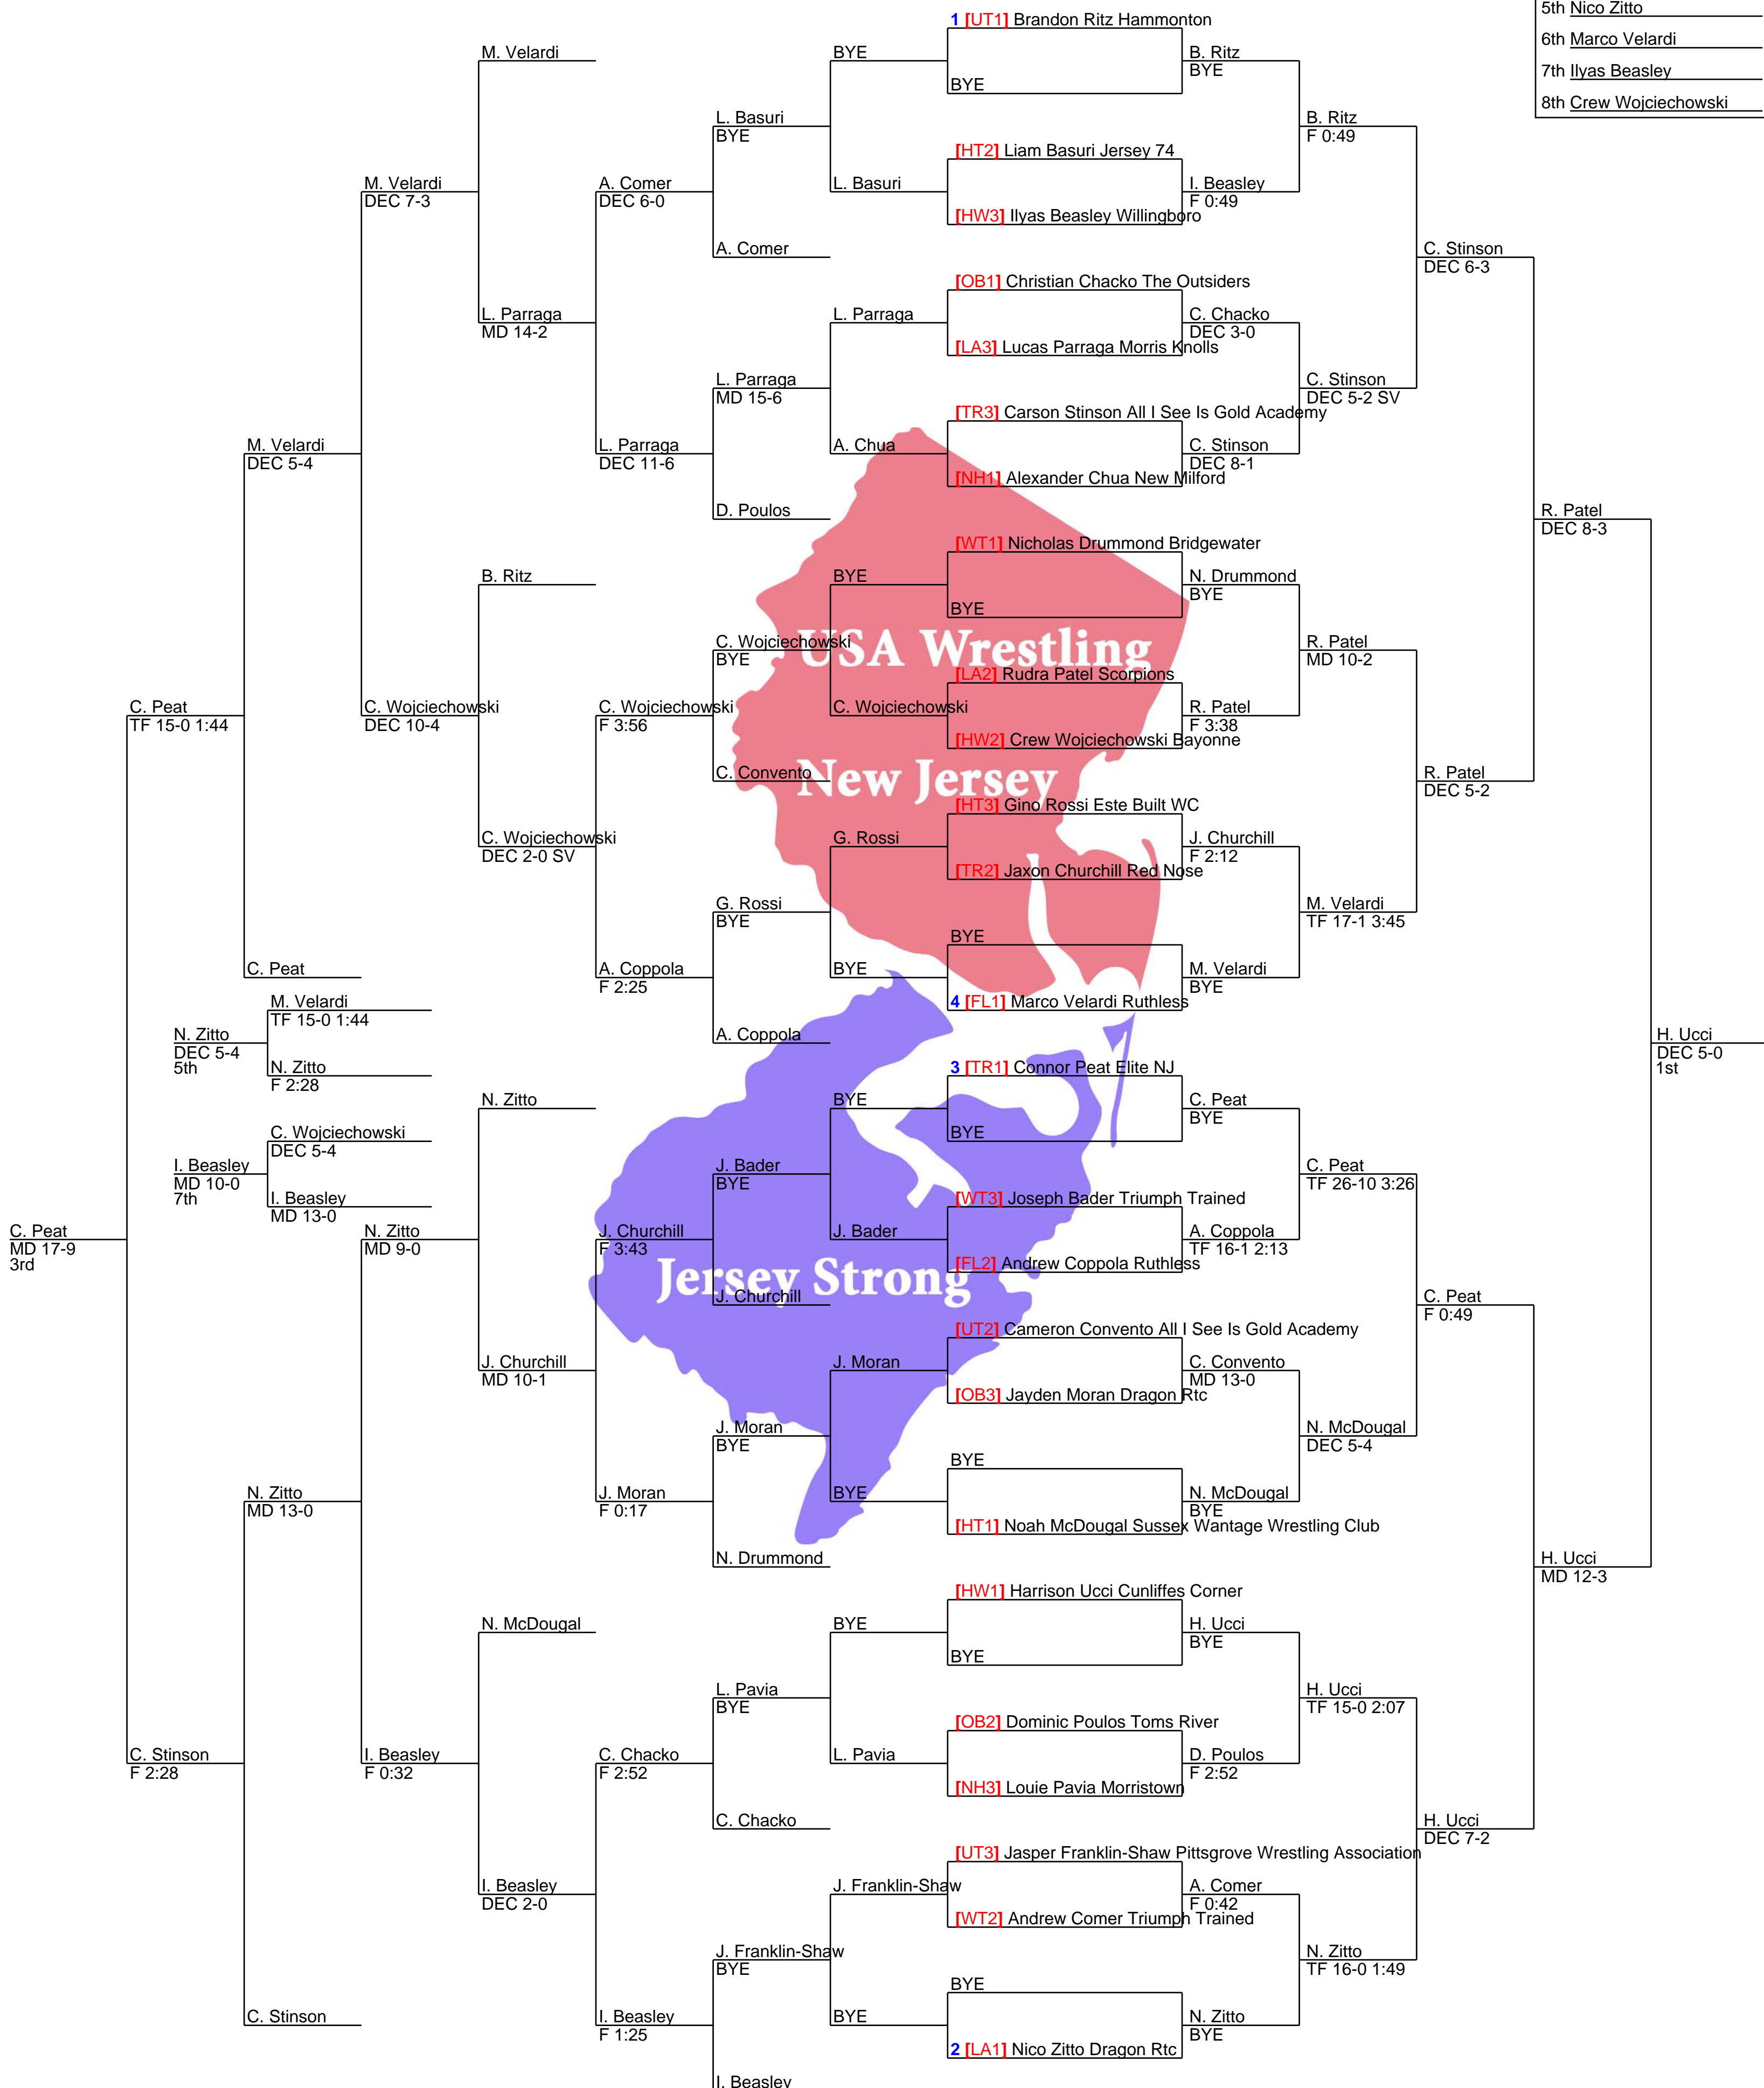 5th Nico Zitto
6th Marco Velardi
7th Ilyas Beasley
8th Crew Wojciechowski
1 [UT1] Brandon Ritz Hammonton
M. Velardi
BYE
B. Ritz
BYE
BYE
L. Basuri
BYE
B. Ritz
F 0:49
[HT2] Liam Basuri Jersey 74
M. Velardi
DEC 7-3
A. Comer
DEC 6-0
L. Basuri
I. Beasley
F 0:49
[HW3] Ilyas Beasley Willingboro
A. Comer
C. Stinson
DEC 6-3
[OB1] Christian Chacko The Outsiders
L. Parraga
MD 14-2
L. Parraga
C. Chacko
DEC 3-0
[LA3] Lucas Parraga Morris Knolls
L. Parraga
MD 15-6
C. Stinson
DEC 5-2 SV
[TR3] Carson Stinson All I See Is Gold Academy
M. Velardi
DEC 5-4
L. Parraga
DEC 11-6
A. Chua
C. Stinson
DEC 8-1
[NH1] Alexander Chua New Milford
D. Poulos
R. Patel
DEC 8-3
[WT1] Nicholas Drummond Bridgewater
B. Ritz
BYE
N. Drummond
BYE
BYE
C. Wojciechowski
BYE
USA Wrestling
R. Patel
MD 10-2
[LA2] Rudra Patel Scorpions
C. Peat
TF 15-0 1:44
C. Wojciechowski
DEC 10-4
C. Wojciechowski
F 3:56
C. Wojciechowski
R. Patel
F 3:38
[HW2] Crew Wojciechowski Bayonne
C. Convento
New Jersey
R. Patel
DEC 5-2
[HT3] Gino Rossi Este Built WC
C. Wojciechowski
DEC 2-0 SV
G. Rossi
J. Churchill
F 2:12
[TR2] Jaxon Churchill Red Nose
G. Rossi
BYE
M. Velardi
TF 17-1 3:45
BYE
C. Peat
A. Coppola
F 2:25
BYE
M. Velardi
BYE
4 [FL1] Marco Velardi Ruthless
M. Velardi
TF 15-0 1:44
N. Zitto
DEC 5-4
5th
A. Coppola
H. Ucci
DEC 5-0
1st
N. Zitto
F 2:28
3 [TR1] Connor Peat Elite NJ
N. Zitto
BYE
C. Peat
BYE
BYE
C. Wojciechowski
DEC 5-4
I. Beasley
MD 10-0
7th
J. Bader
BYE
C. Peat
TF 26-10 3:26
I. Beasley
MD 13-0
[WT3] Joseph Bader Triumph Trained
C. Peat
MD 17-9
3rd
N. Zitto
MD 9-0
J. Churchill
F 3:43
J. Bader
A. Coppola
TF 16-1 2:13
[FL2] Andrew Coppola Ruthless
Jersey Strong
J. Churchill
C. Peat
F 0:49
[UT2] Cameron Convento All I See Is Gold Academy
J. Churchill
MD 10-1
J. Moran
C. Convento
MD 13-0
[OB3] Jayden Moran Dragon Rtc
J. Moran
BYE
N. McDougal
DEC 5-4
BYE
N. Zitto
MD 13-0
J. Moran
F 0:17
BYE
N. McDougal
BYE
[HT1] Noah McDougal Sussex Wantage Wrestling Club
N. Drummond
H. Ucci
MD 12-3
[HW1] Harrison Ucci Cunliffes Corner
N. McDougal
BYE
H. Ucci
BYE
BYE
L. Pavia
BYE
H. Ucci
TF 15-0 2:07
[OB2] Dominic Poulos Toms River
C. Stinson
F 2:28
I. Beasley
F 0:32
C. Chacko
F 2:52
L. Pavia
D. Poulos
F 2:52
[NH3] Louie Pavia Morristown
C. Chacko
H. Ucci
DEC 7-2
[UT3] Jasper Franklin-Shaw Pittsgrove Wrestling Association
I. Beasley
DEC 2-0
J. Franklin-Shaw
A. Comer
F 0:42
[WT2] Andrew Comer Triumph Trained
J. Franklin-Shaw
BYE
N. Zitto
TF 16-0 1:49
BYE
C. Stinson
I. Beasley
F 1:25
BYE
N. Zitto
BYE
2 [LA1] Nico Zitto Dragon Rtc
I. Beasley